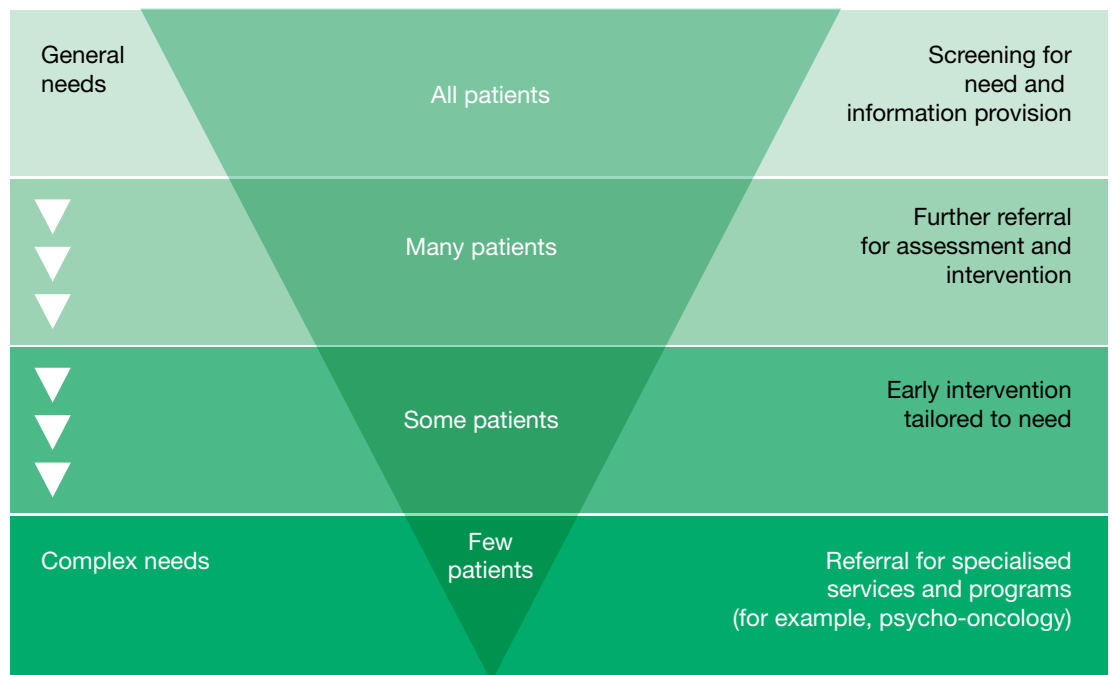 General
needs
All patients
Screening for
need and
information provision
Many patients
Further referral
for assessment and
intervention
Some patients
Early intervention
tailored to need
Complex needs
Few
patients
Referral for specialised
services and programs
(for example, psycho-oncology)